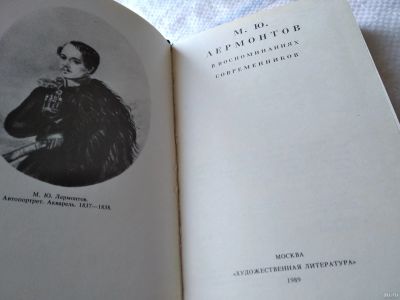 М. Ю. Лермонтов.
Автопортрет. Акварель. 1837—1838.
М. Ю.
ЛЕРМОНТОВ
В ВОСПОМИНАНИЯХ
СОВРЕМЕННИКОВ
МОСКВА
«ХУДОЖЕСТВЕННАЯ ЛИТЕРАТУРА»
1989